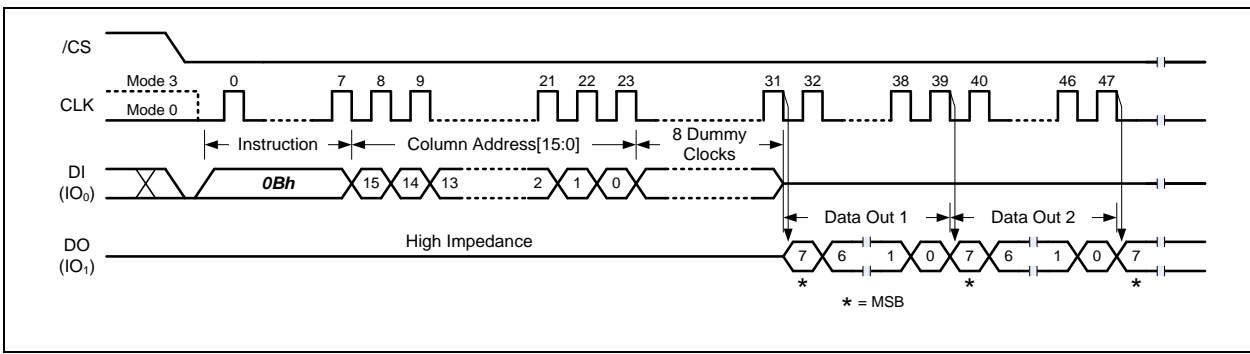 /CS
Mode 3 0 7 8 9 21 22 23 31 32 38 39 40 46 47
CLK
Mode 0
Instruction Column Address[15:0] 8 Dummy Clocks
DI (IO₀)
0Bh 15 14 13 2 1 0
Data Out 1 Data Out 2
DO (IO₁)
High Impedance
7 6 1 0 7 6 1 0 7
* * *
* = MSB